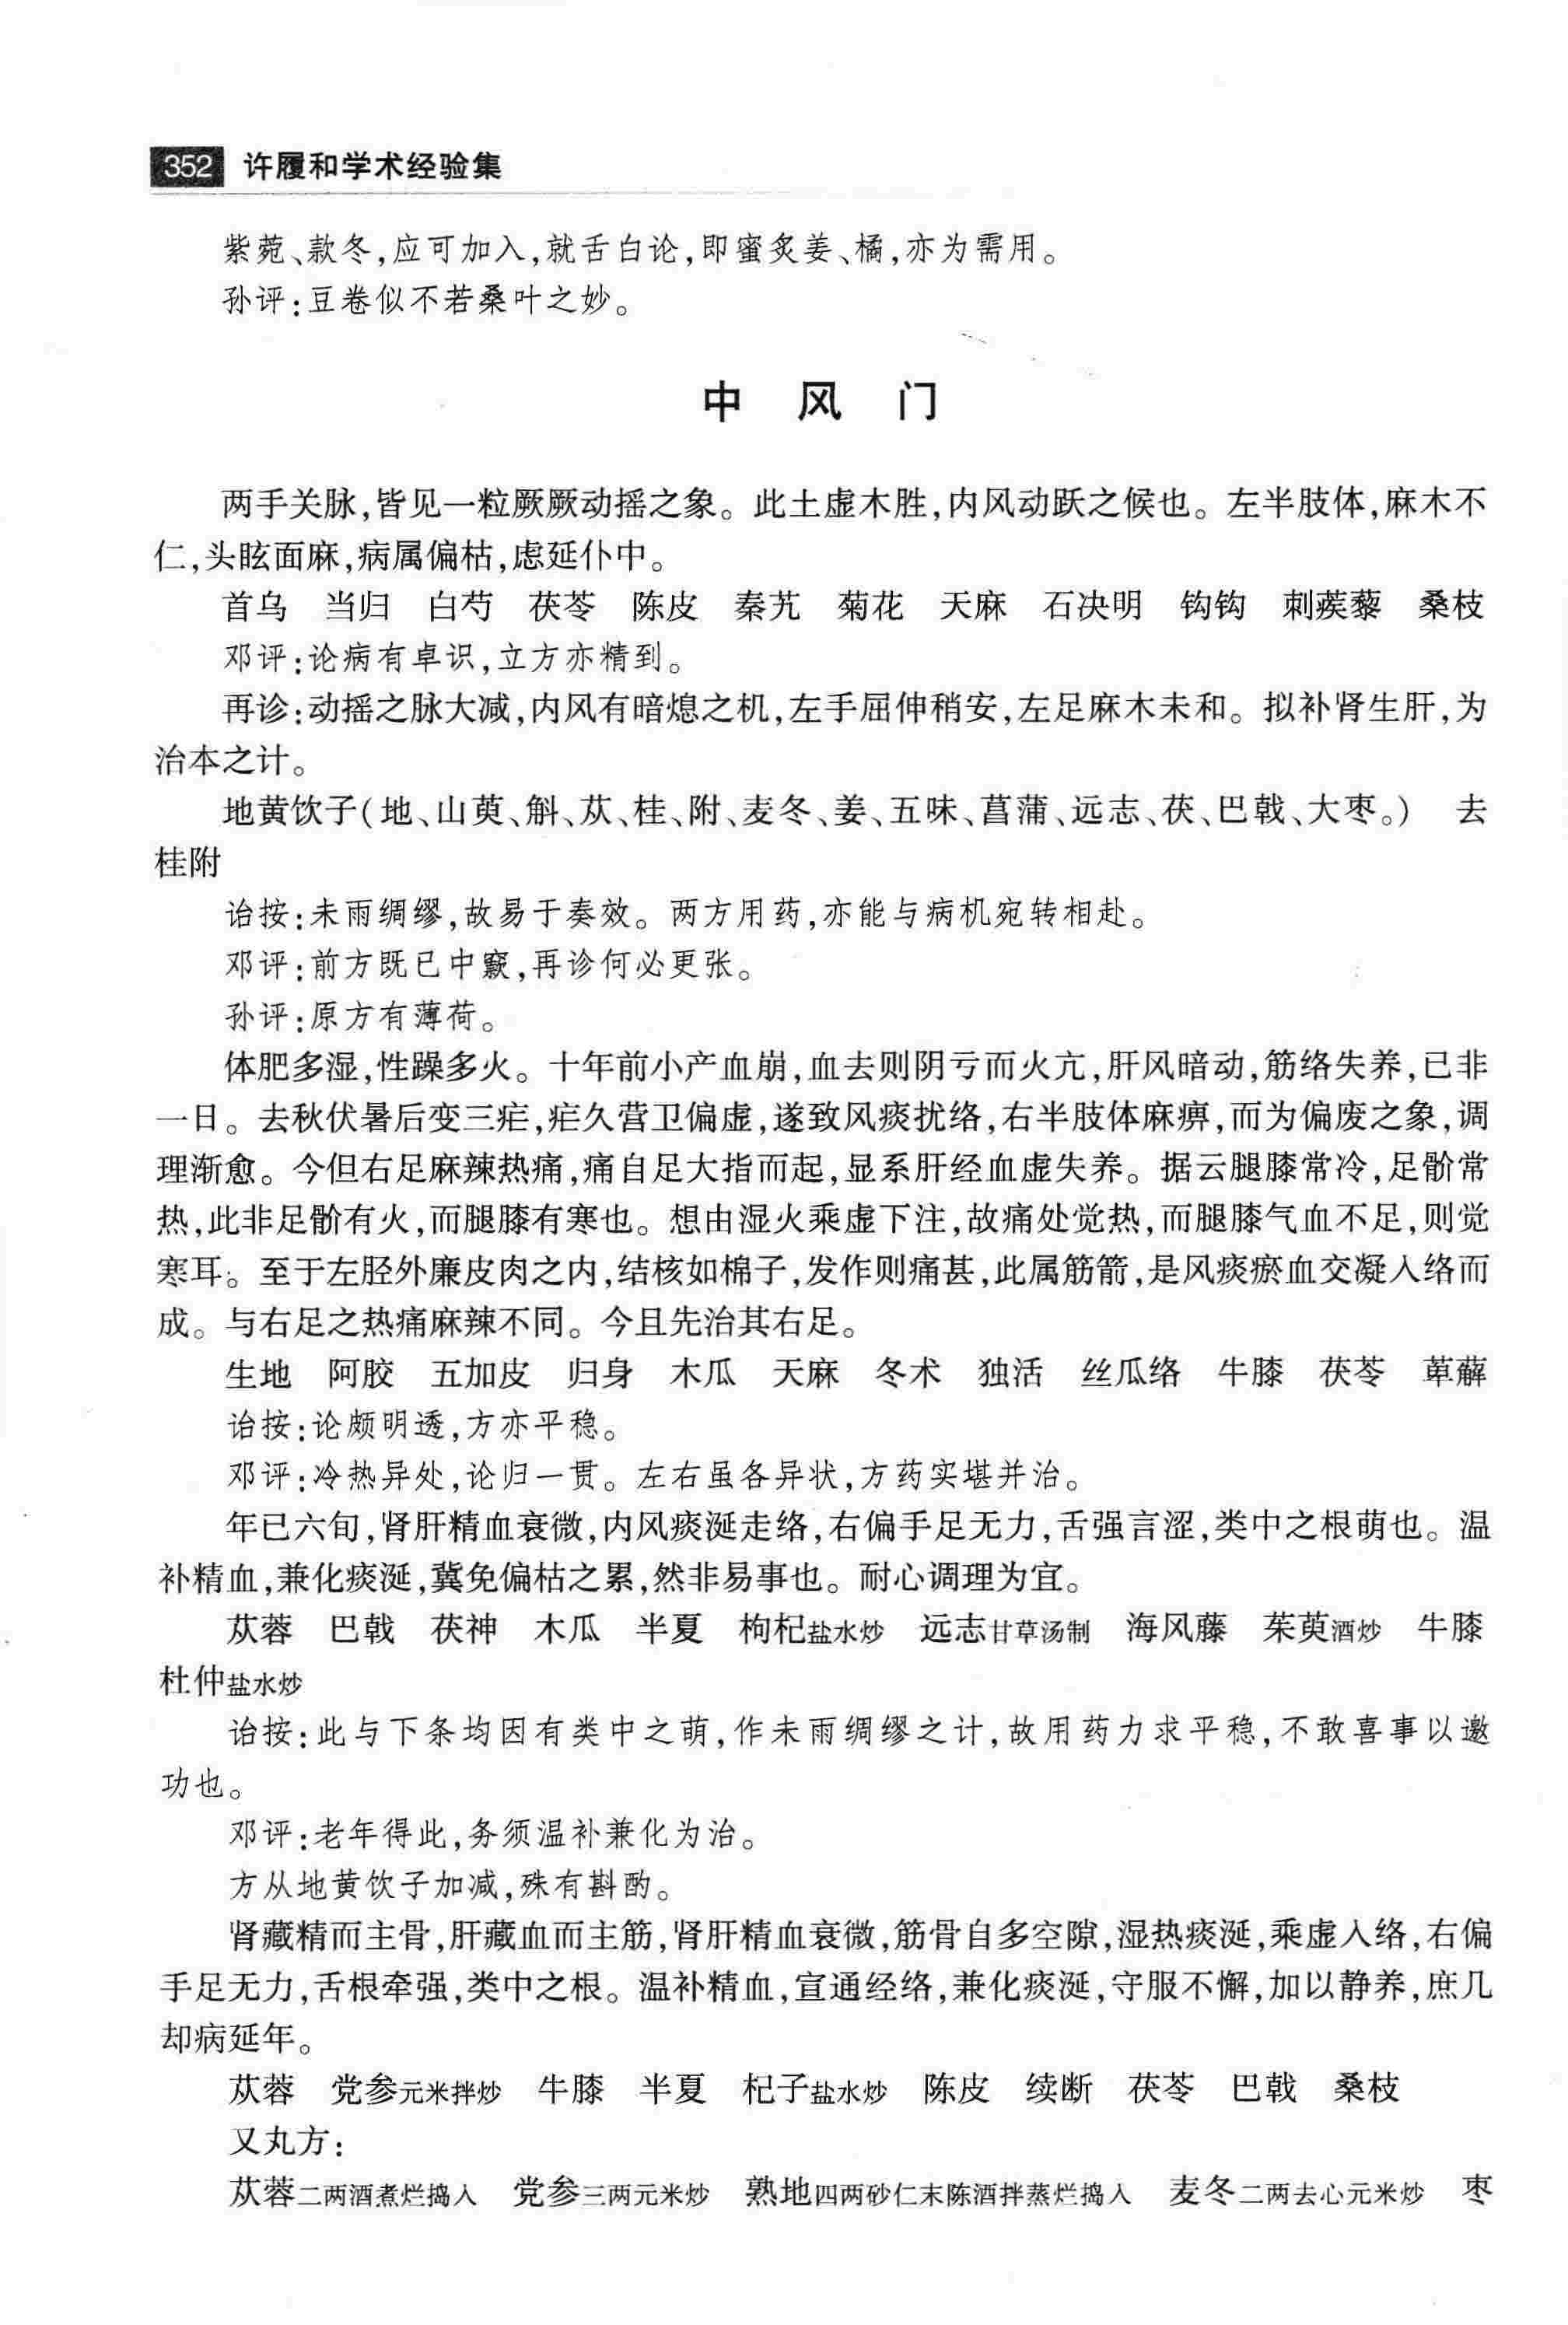 352 许履和学术经验集
紫菀、款冬,应可加入,就舌白论,即蜜炙姜、橘,亦为需用。
孙评:豆卷似不若桑叶之妙。
中 风 门
两手关脉,皆见一粒厥厥动摇之象。此土虚木胜,内风动跃之候也。左半肢体,麻木不
仁,头眩面麻,病属偏枯,虑延仆中。
首乌 当归 白芍 茯苓 陈皮 秦艽 菊花 天麻 石决明 钩钩 刺蒺藜 桑枝
邓评:论病有卓识,立方亦精到。
再诊:动摇之脉大减,内风有暗熄之机,左手屈伸稍安,左足麻木未和。拟补肾生肝,为
治本之计。
地黄饮子(地、山萸、斛、苁、桂、附、麦冬、姜、五味、菖蒲、远志、茯、巴戟、大枣。) 去
桂附
诒按:未雨绸缪,故易于奏效。两方用药,亦能与病机宛转相赴。
邓评:前方既已中窾,再诊何必更张。
孙评:原方有薄荷。
体肥多湿,性躁多火。十年前小产血崩,血去则阴亏而火亢,肝风暗动,筋络失养,已非
一日。去秋伏暑后变三疟,疟久营卫偏虚,遂致风痰扰络,右半肢体麻痹,而为偏废之象,调
理渐愈。今但右足麻辣热痛,痛自足大指而起,显系肝经血虚失养。据云腿膝常冷,足骱常
热,此非足骱有火,而腿膝有寒也。想由湿火乘虚下注,故痛处觉热,而腿膝气血不足,则觉
寒耳。至于左胫外廉皮肉之内,结核如棉子,发作则痛甚,此属筋箭,是风痰瘀血交凝入络而
成。与右足之热痛麻辣不同。今且先治其右足。
生地 阿胶 五加皮 归身 木瓜 天麻 冬术 独活 丝瓜络 牛膝 茯苓 萆薢
诒按:论颇明透,方亦平稳。
邓评:冷热异处,论归一贯。左右虽各异状,方药实堪并治。
年已六旬,肾肝精血衰微,内风痰涎走络,右偏手足无力,舌强言涩,类中之根萌也。温
补精血,兼化痰涎,冀免偏枯之累,然非易事也。耐心调理为宜。
苁蓉 巴戟 茯神 木瓜 半夏 枸杞盐水炒 远志甘草汤制 海风藤 茱萸酒炒 牛膝
杜仲盐水炒
诒按:此与下条均因有类中之萌,作未雨绸缪之计,故用药力求平稳,不敢喜事以邀
功也。
邓评:老年得此,务须温补兼化为治。
方从地黄饮子加减,殊有斟酌。
肾藏精而主骨,肝藏血而主筋,肾肝精血衰微,筋骨自多空隙,湿热痰涎,乘虚入络,右偏
手足无力,舌根牵强,类中之根。温补精血,宣通经络,兼化痰涎,守服不懈,加以静养,庶几
却病延年。
苁蓉 党参元米拌炒 牛膝 半夏 杞子盐水炒 陈皮 续断 茯苓 巴戟 桑枝
又丸方:
苁蓉二两酒煮烂捣入 党参三两元米炒 熟地四两砂仁末陈酒拌蒸烂捣入 麦冬二两去心元米炒 枣